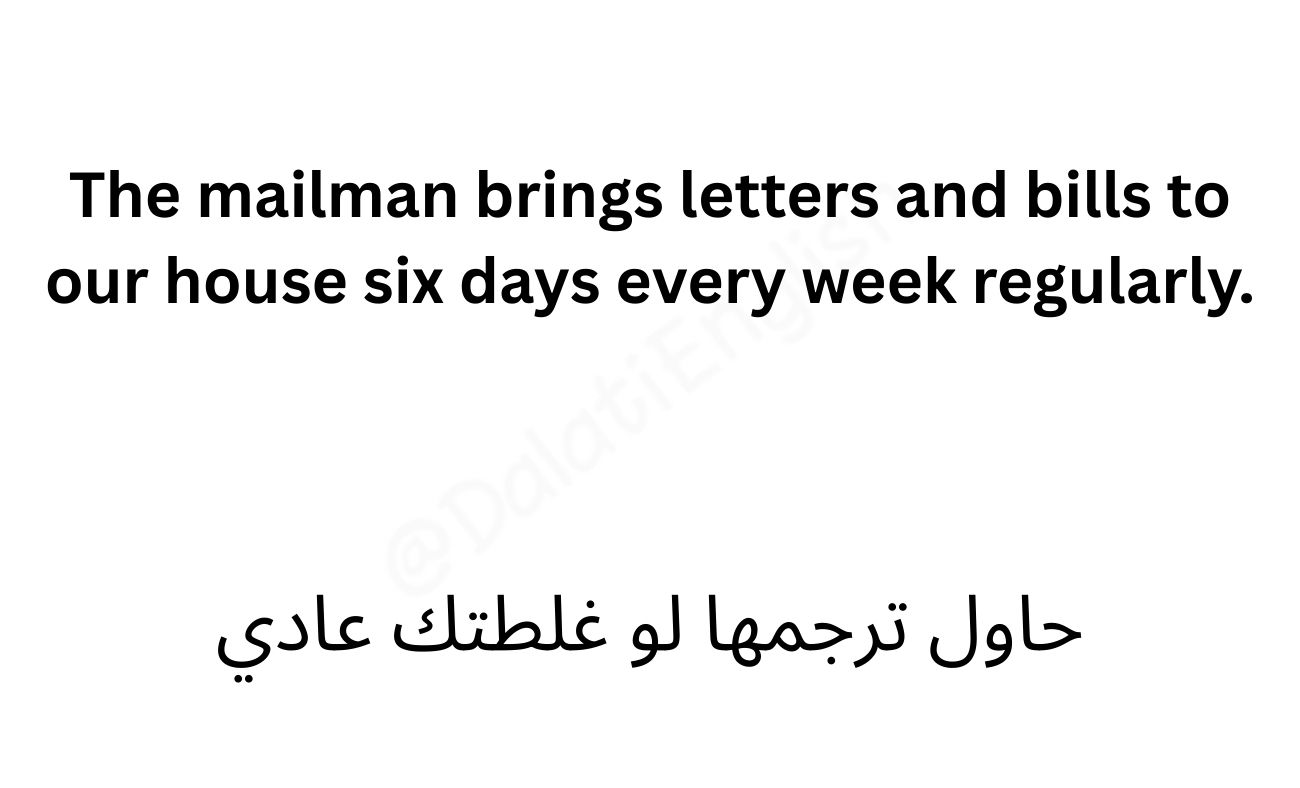 The mailman brings letters and bills to
our house six days every week regularly.
@DalatiEnglish
حاول ترجمها لو غلطتك عادي